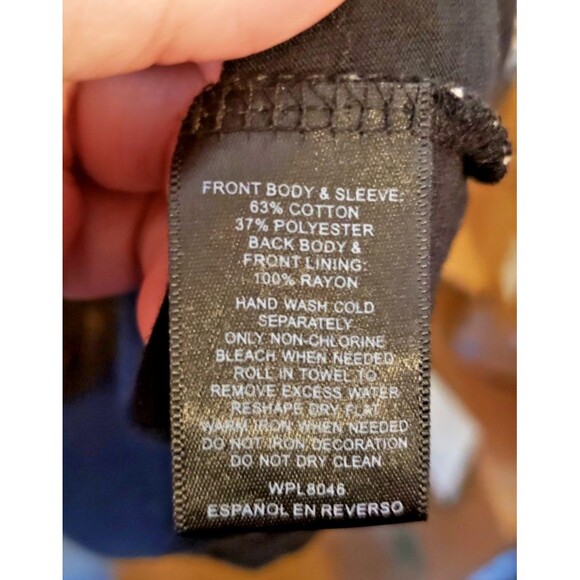 FRONT BODY & SLEEVE:
63% COTTON
37% POLYESTER
BACK BODY &
FRONT LINING:
100% RAYON
HAND WASH COLD
SEPARATELY
ONLY NON-CHLORINE
BLEACH WHEN NEEDED
ROLL IN TOWEL TO
REMOVE EXCESS WATER
RESHAPE DRY FLAT
WARM IRON WHEN NEEDED
DO NOT IRON DECORATION
DO NOT DRY CLEAN
WPL8046
ESPANOL EN REVERSO